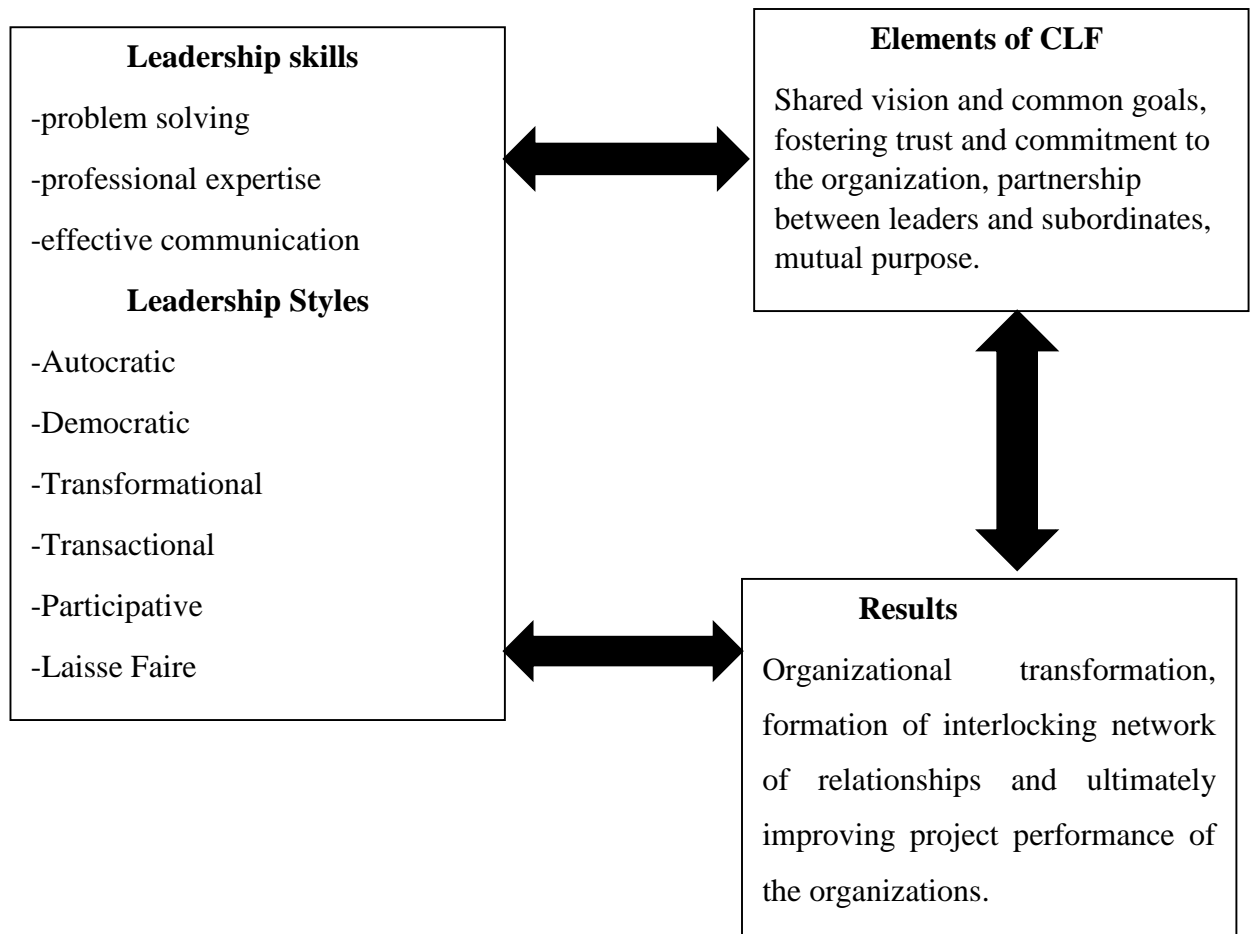 Leadership skills
-problem solving
-professional expertise
-effective communication
Leadership Styles
-Autocratic
-Democratic
-Transformational
-Transactional
-Participative
-Laisse Faire
Elements of CLF
Shared vision and common goals,
fostering trust and commitment to
the organization, partnership
between leaders and subordinates,
mutual purpose.
Results
Organizational transformation,
formation of interlocking network
of relationships and ultimately
improving project performance of
the organizations.